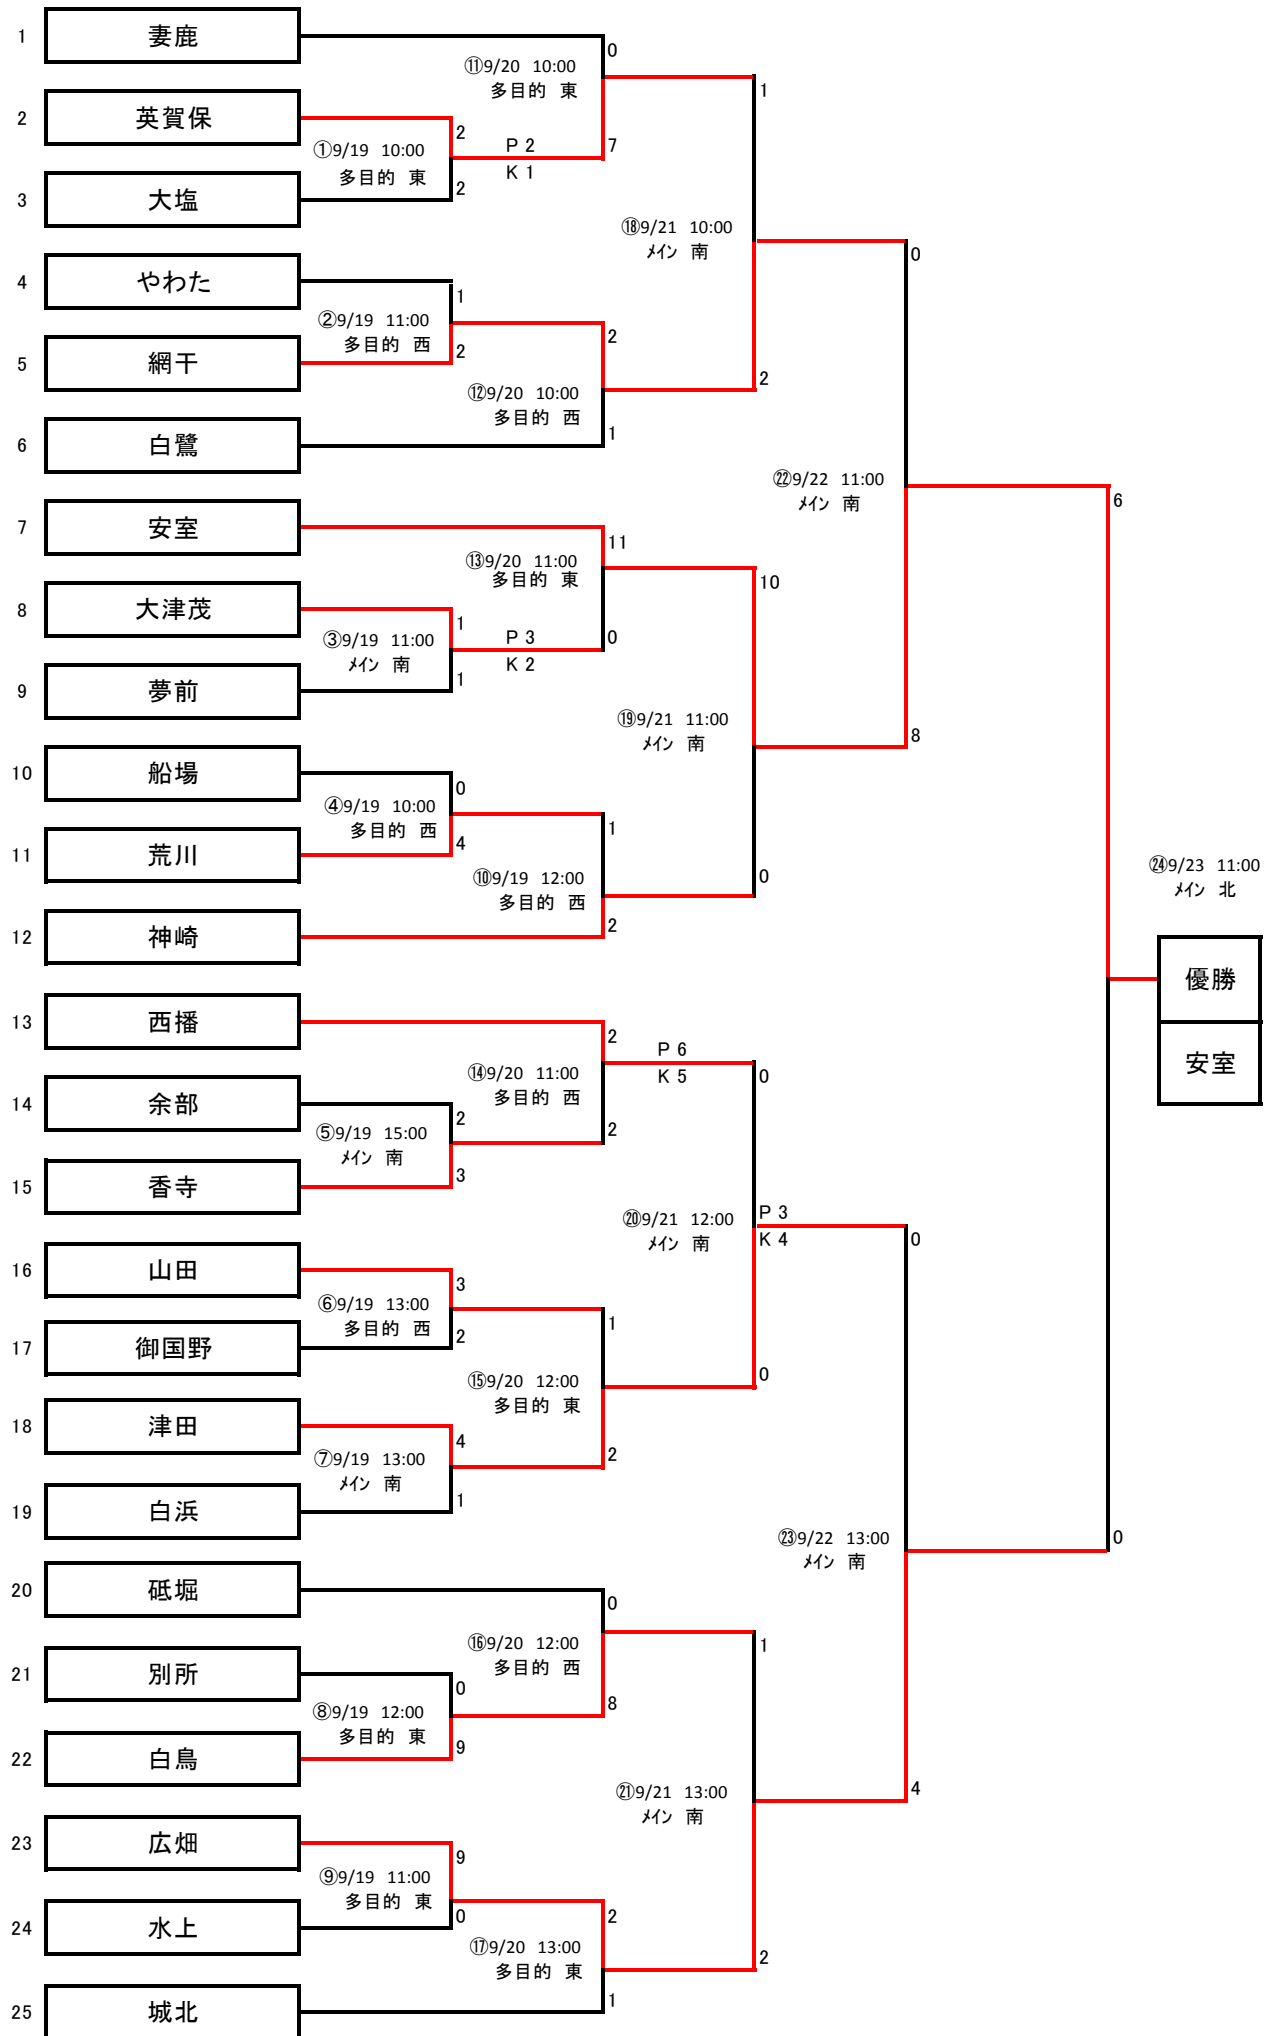 1 妻鹿
0
⑪9/20 10:00
多目的 東
1
2 英賀保
2
①9/19 10:00
多目的 東
P 2
K 1
7
2
3 大塩
⑱9/21 10:00
メイン 南
0
4 やわた
1
②9/19 11:00
多目的 西
2
2
5 網干
⑫9/20 10:00
多目的 西
2
1
6 白鷺
㉒9/22 11:00
メイン 南
6
7 安室
11
⑬9/20 11:00
多目的 東
10
8 大津茂
1
③9/19 11:00
メイン 南
P 3
K 2
0
1
9 夢前
⑲9/21 11:00
メイン 南
8
10 船場
0
④9/19 10:00
多目的 西
1
4
11 荒川
⑩9/19 12:00
多目的 西
0
2
12 神崎
㉔9/23 11:00
メイン 北
優勝
安室
13 西播
2
P 6
K 5
0
⑭9/20 11:00
多目的 西
14 余部
2
⑤9/19 15:00
メイン 南
2
3
15 香寺
⑳9/21 12:00
メイン 南
P 3
K 4
0
16 山田
3
⑥9/19 13:00
多目的 西
1
2
17 御国野
⑮9/20 12:00
多目的 東
0
18 津田
4
⑦9/19 13:00
メイン 南
2
1
19 白浜
㉓9/22 13:00
メイン 南
0
20 砥堀
0
⑯9/20 12:00
多目的 西
1
21 別所
0
⑧9/19 12:00
多目的 東
8
9
22 白鳥
㉑9/21 13:00
メイン 南
4
23 広畑
9
⑨9/19 11:00
多目的 東
0
2
24 水上
⑰9/20 13:00
多目的 東
2
1
25 城北